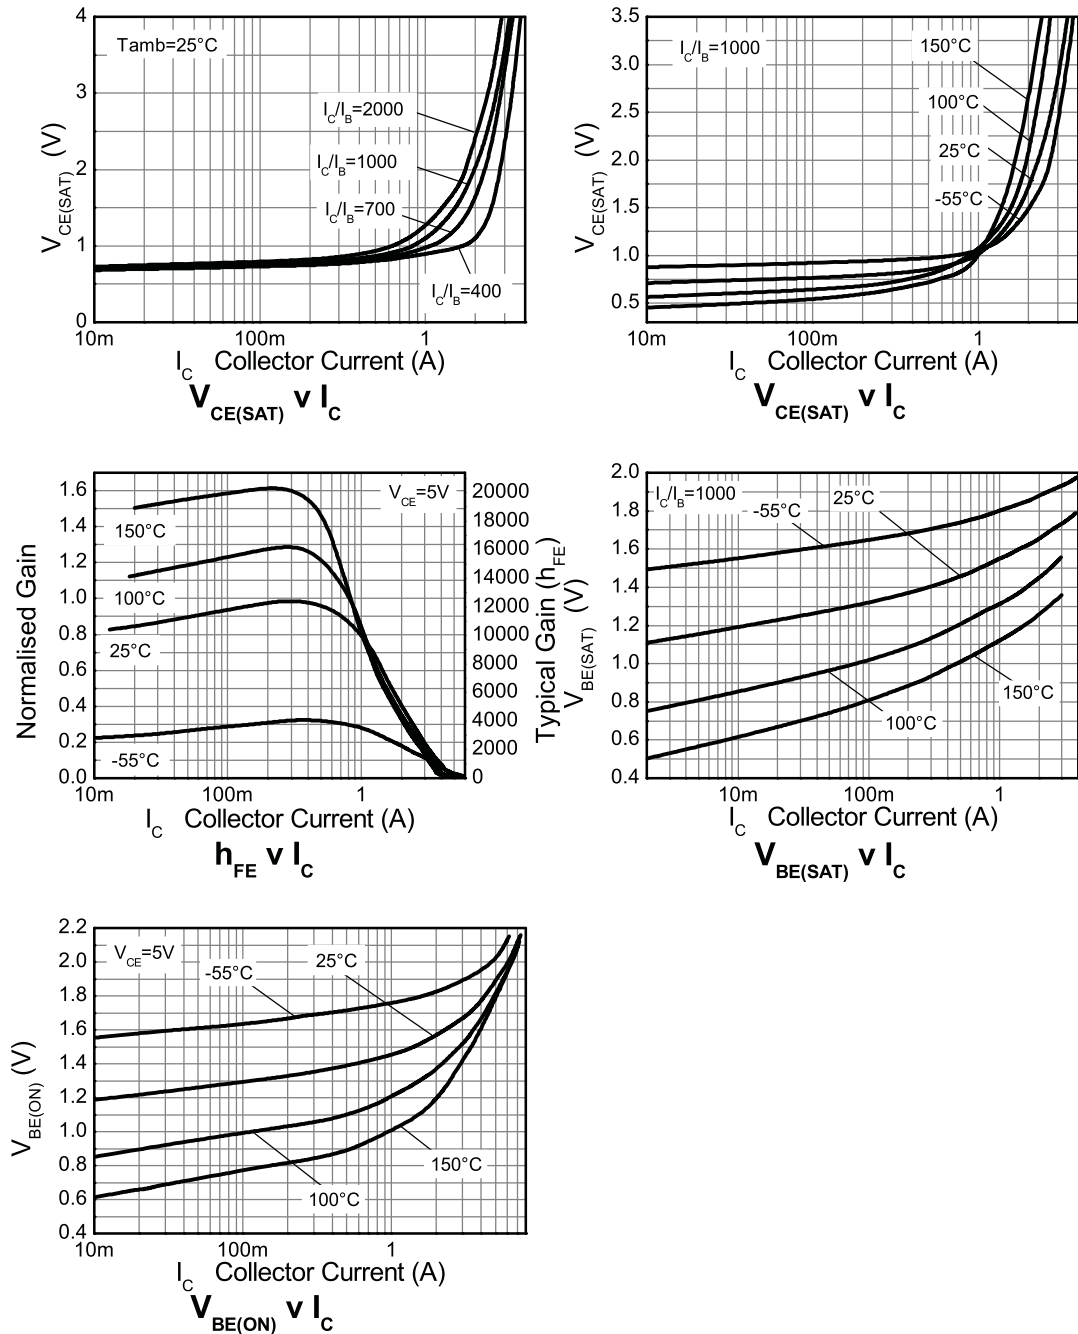 4
3
2
1
0
V_CE(SAT) (V)
Tamb=25°C
I_C/I_B=2000
I_C/I_B=1000
I_C/I_B=700
I_C/I_B=400
10m 100m 1
I_C Collector Current (A)
V_CE(SAT) v I_C
3.5
3.0
2.5
2.0
1.5
1.0
0.5
V_CE(SAT) (V)
I_C/I_B=1000
150°C
100°C
25°C
-55°C
10m 100m 1
I_C Collector Current (A)
V_CE(SAT) v I_C
1.6
1.4
1.2
1.0
0.8
0.6
0.4
0.2
0.0
Normalised Gain
V_CE=5V
150°C
100°C
25°C
-55°C
20000
18000
16000
14000
12000
10000
8000
6000
4000
2000
0
Typical Gain (h_FE)
10m 100m 1
I_C Collector Current (A)
h_FE v I_C
2.0
1.8
1.6
1.4
1.2
1.0
0.8
0.6
0.4
V_BE(SAT) (V)
I_C/I_B=1000
-55°C
25°C
150°C
100°C
10m 100m 1
I_C Collector Current (A)
V_BE(SAT) v I_C
2.2
2.0
1.8
1.6
1.4
1.2
1.0
0.8
0.6
0.4
V_BE(ON) (V)
V_CE=5V
-55°C
25°C
150°C
100°C
10m 100m 1
I_C Collector Current (A)
V_BE(ON) v I_C